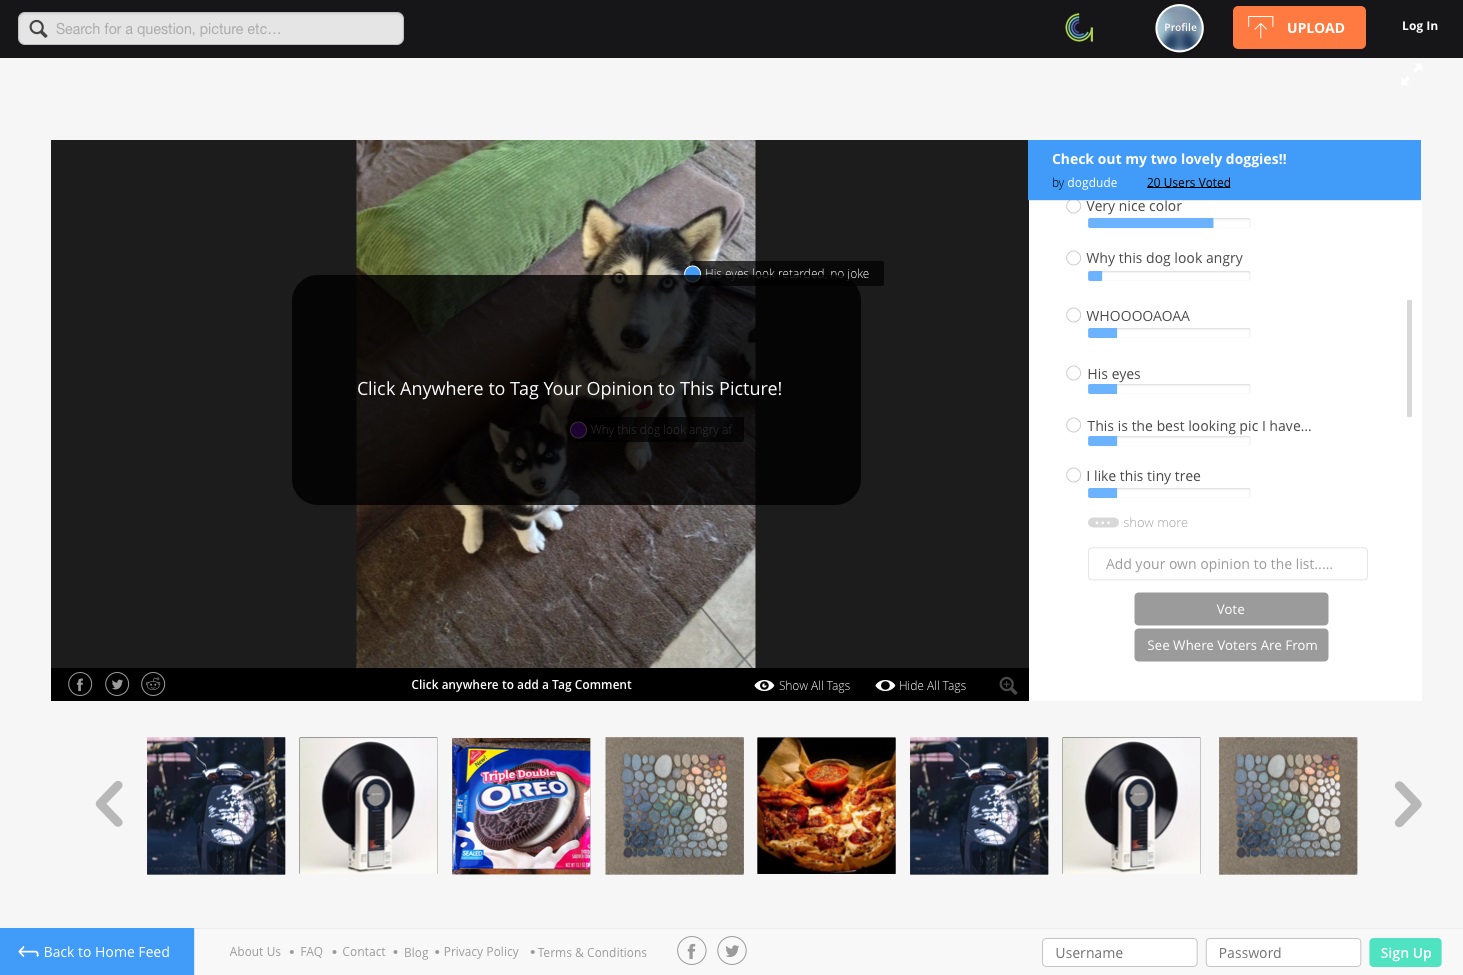 Search for a question, picture etc...
Profile
UPLOAD
Log In
Check out my two lovely doggies!!
by dogdude 20 Users Voted
Very nice color
His eyes look retarded, no joke
Why this dog look angry
WHOOOOAOAA
His eyes
Click Anywhere to Tag Your Opinion to This Picture!
Why this dog look angry af
This is the best looking pic I have...
I like this tiny tree
show more
Add your own opinion to the list.....
Vote
See Where Voters Are From
Click anywhere to add a Tag Comment
Show All Tags
Hide All Tags
New!
Triple Double
OREO
SEALED
Back to Home Feed
About Us • FAQ • Contact • Blog • Privacy Policy • Terms & Conditions
Username
Password
Sign Up